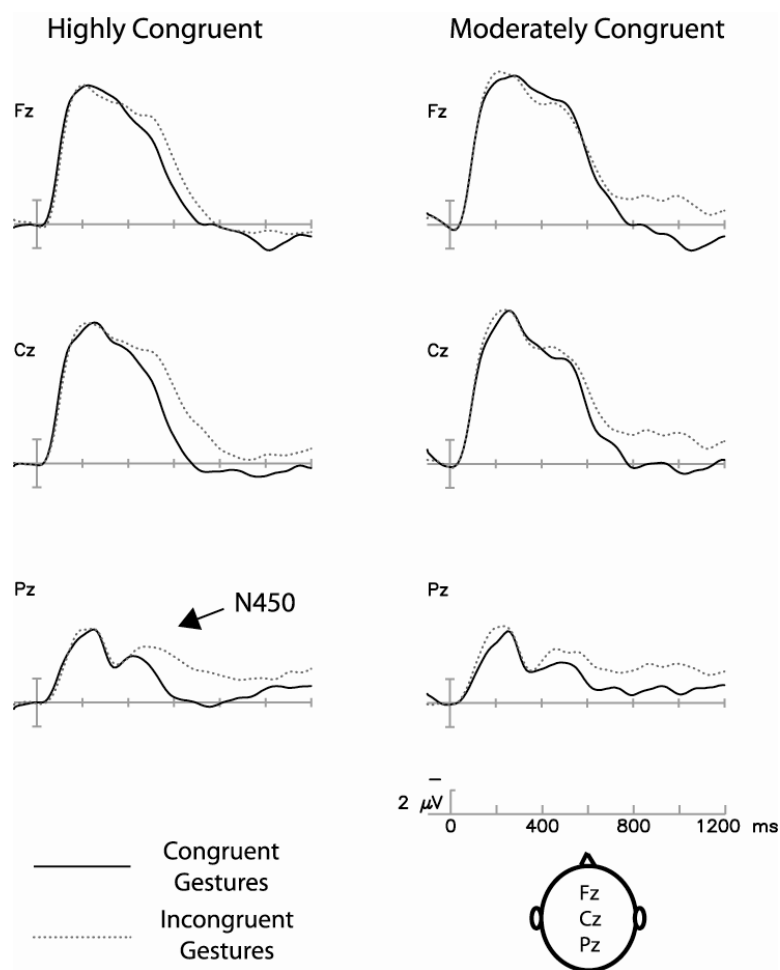 Highly Congruent
Moderately Congruent
Fz
Fz
Cz
Cz
Pz
N450
Pz
2 μV
0 400 800 1200 ms
Congruent
Gestures
Incongruent
Gestures
Fz
Cz
Pz